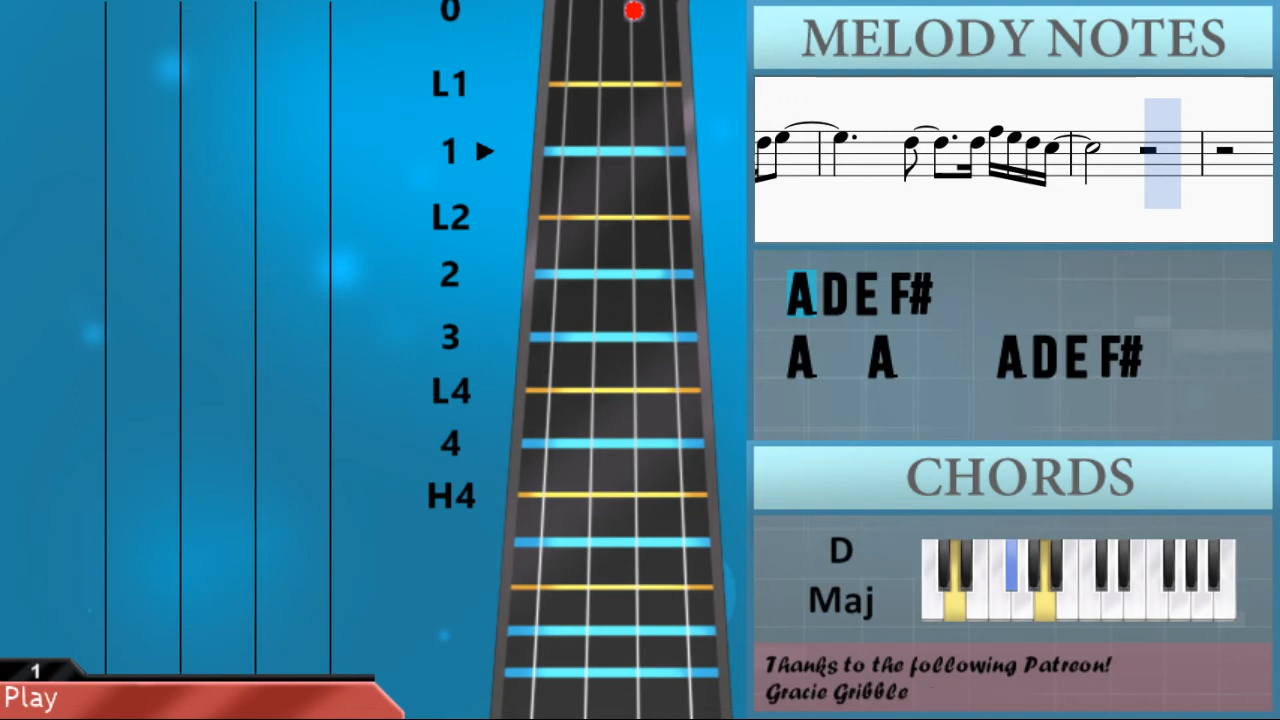 0
L1
1
L2
2
3
L4
4
H4
1
Play
MELODY NOTES
A D E F#
A A A D E F#
CHORDS
D
Maj
Thanks to the following Patreon!
Gracie Gribble